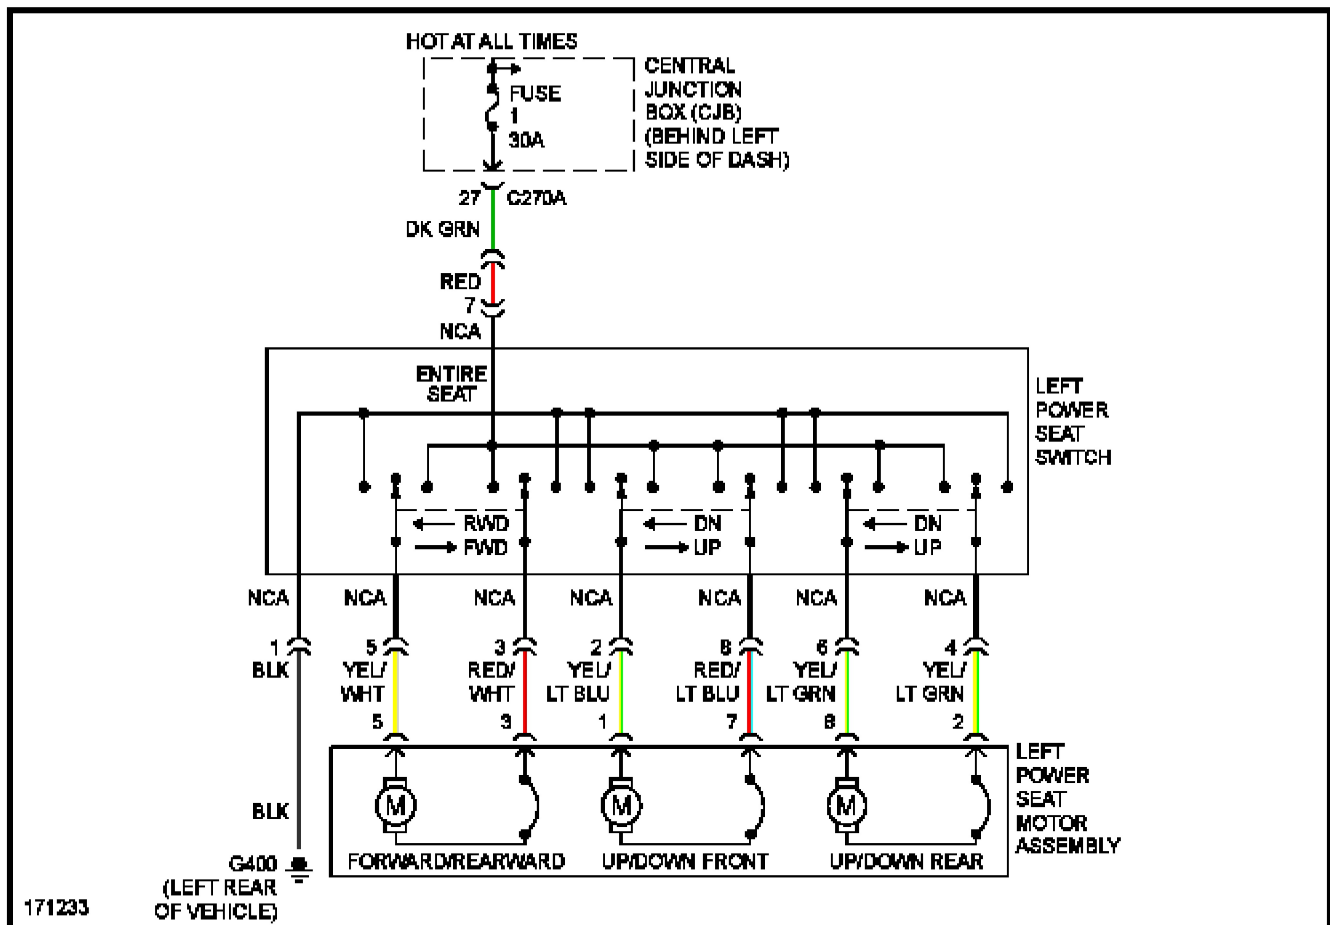 HOT AT ALL TIMES
CENTRAL
JUNCTION
BOX (CJB)
(BEHIND LEFT
SIDE OF DASH)
FUSE
1
30A
27 C270A
DK GRN
RED
7
NCA
ENTIRE
SEAT
LEFT
POWER
SEAT
SWITCH
RWD
FWD
DN
UP
DN
UP
NCA NCA NCA NCA NCA NCA NCA
1 5 3 2 8 6 4
BLK YEL/ RED/ YEL/ RED/ YEL/ YEL/
WHT WHT LT BLU LT BLU LT GRN LT GRN
5 3 1 7 8 2
LEFT
POWER
SEAT
MOTOR
ASSEMBLY
M M M
BLK
FORWARD/REARWARD UP/DOWN FRONT UP/DOWN REAR
G400
(LEFT REAR
OF VEHICLE)
171233